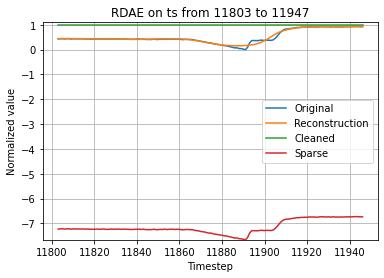 RDAE on ts from 11803 to 11947
Normalized value
1
0
−1
−2
−3
−4
−5
−6
−7
Original
Reconstruction
Cleaned
Sparse
11800 11820 11840 11860 11880 11900 11920 11940
Timestep